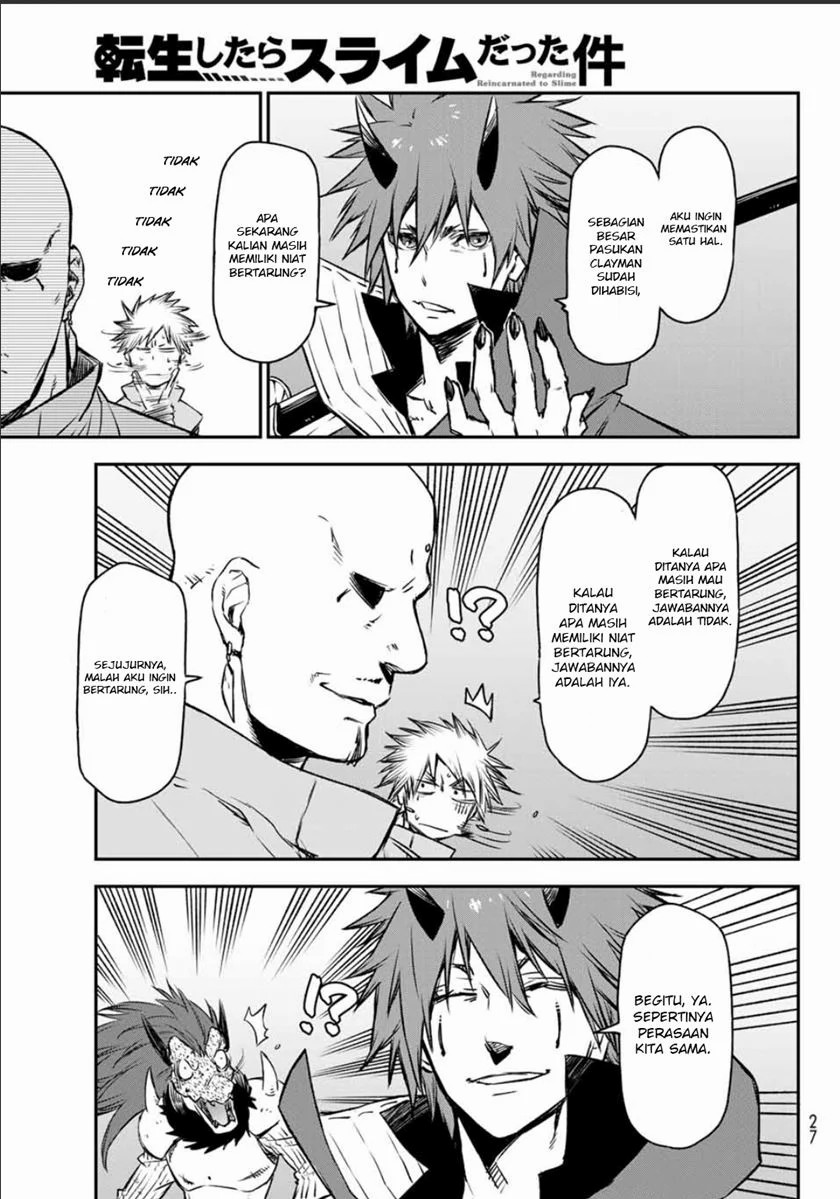 転生したらスライムだった件
Regarding
Reincarnated to Slime
AKU INGIN
MEMASTIKAN
SATU HAL.
SEBAGIAN
BESAR
PASUKAN
CLAYMAN
SUDAH
DIHABISI,
APA
SEKARANG
KALIAN MASIH
MEMILIKI NIAT
BERTARUNG?
TIDAK
TIDAK
TIDAK
TIDAK
TIDAK
KALAU
DITANYA APA
MASIH MAU
BERTARUNG,
JAWABANNYA
ADALAH TIDAK.
KALAU
DITANYA
APA MASIH
MEMILIKI NIAT
BERTARUNG,
JAWABANNYA
ADALAH IYA.
!?
SEJUJURNYA,
MALAH AKU INGIN
BERTARUNG, SIH..
BEGITU, YA.
SEPERTINYA
PERASAAN
KITA SAMA.
!?
27